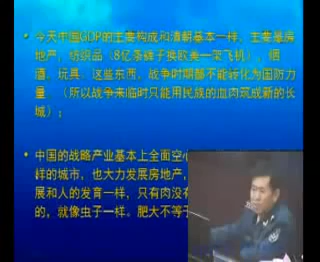 今天中国GDP的主要构成和清朝基本一样、主要是房
地产，纺织品（8亿条裤子换欧美一架飞机），烟
酒、玩具、这些东西、战争时期都不能转化为国防力
量（所以战争来临时只能用民族的血肉筑成新的长
城）；
中国的战略产业基本上全面空心
样的城市，也大力发展房地产，
展和人的发育一样，只有肉没有
的，就像虫子一样。肥大不等于